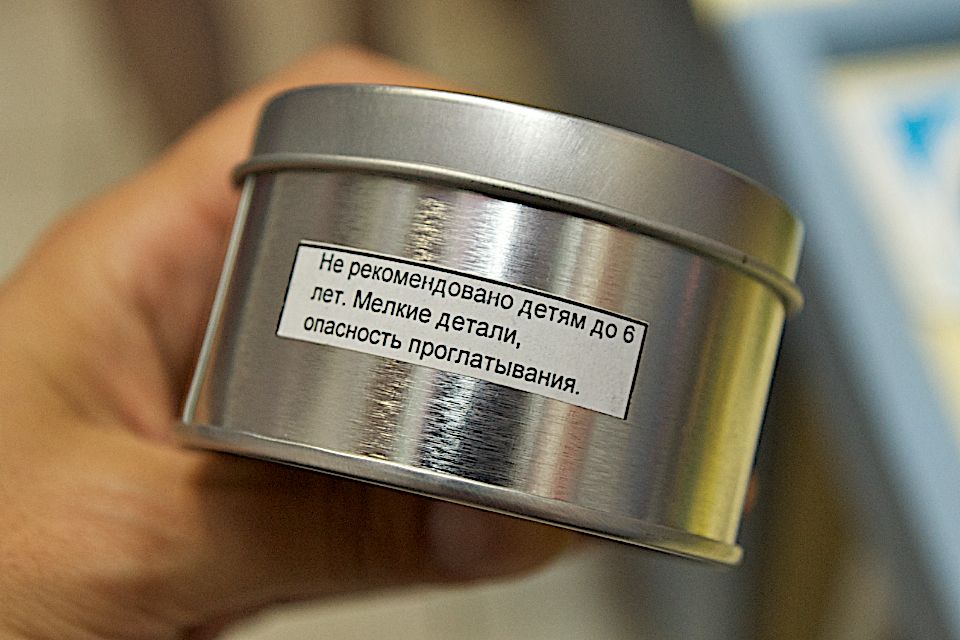 Не рекомендовано детям до 6
лет. Мелкие детали,
опасность проглатывания.